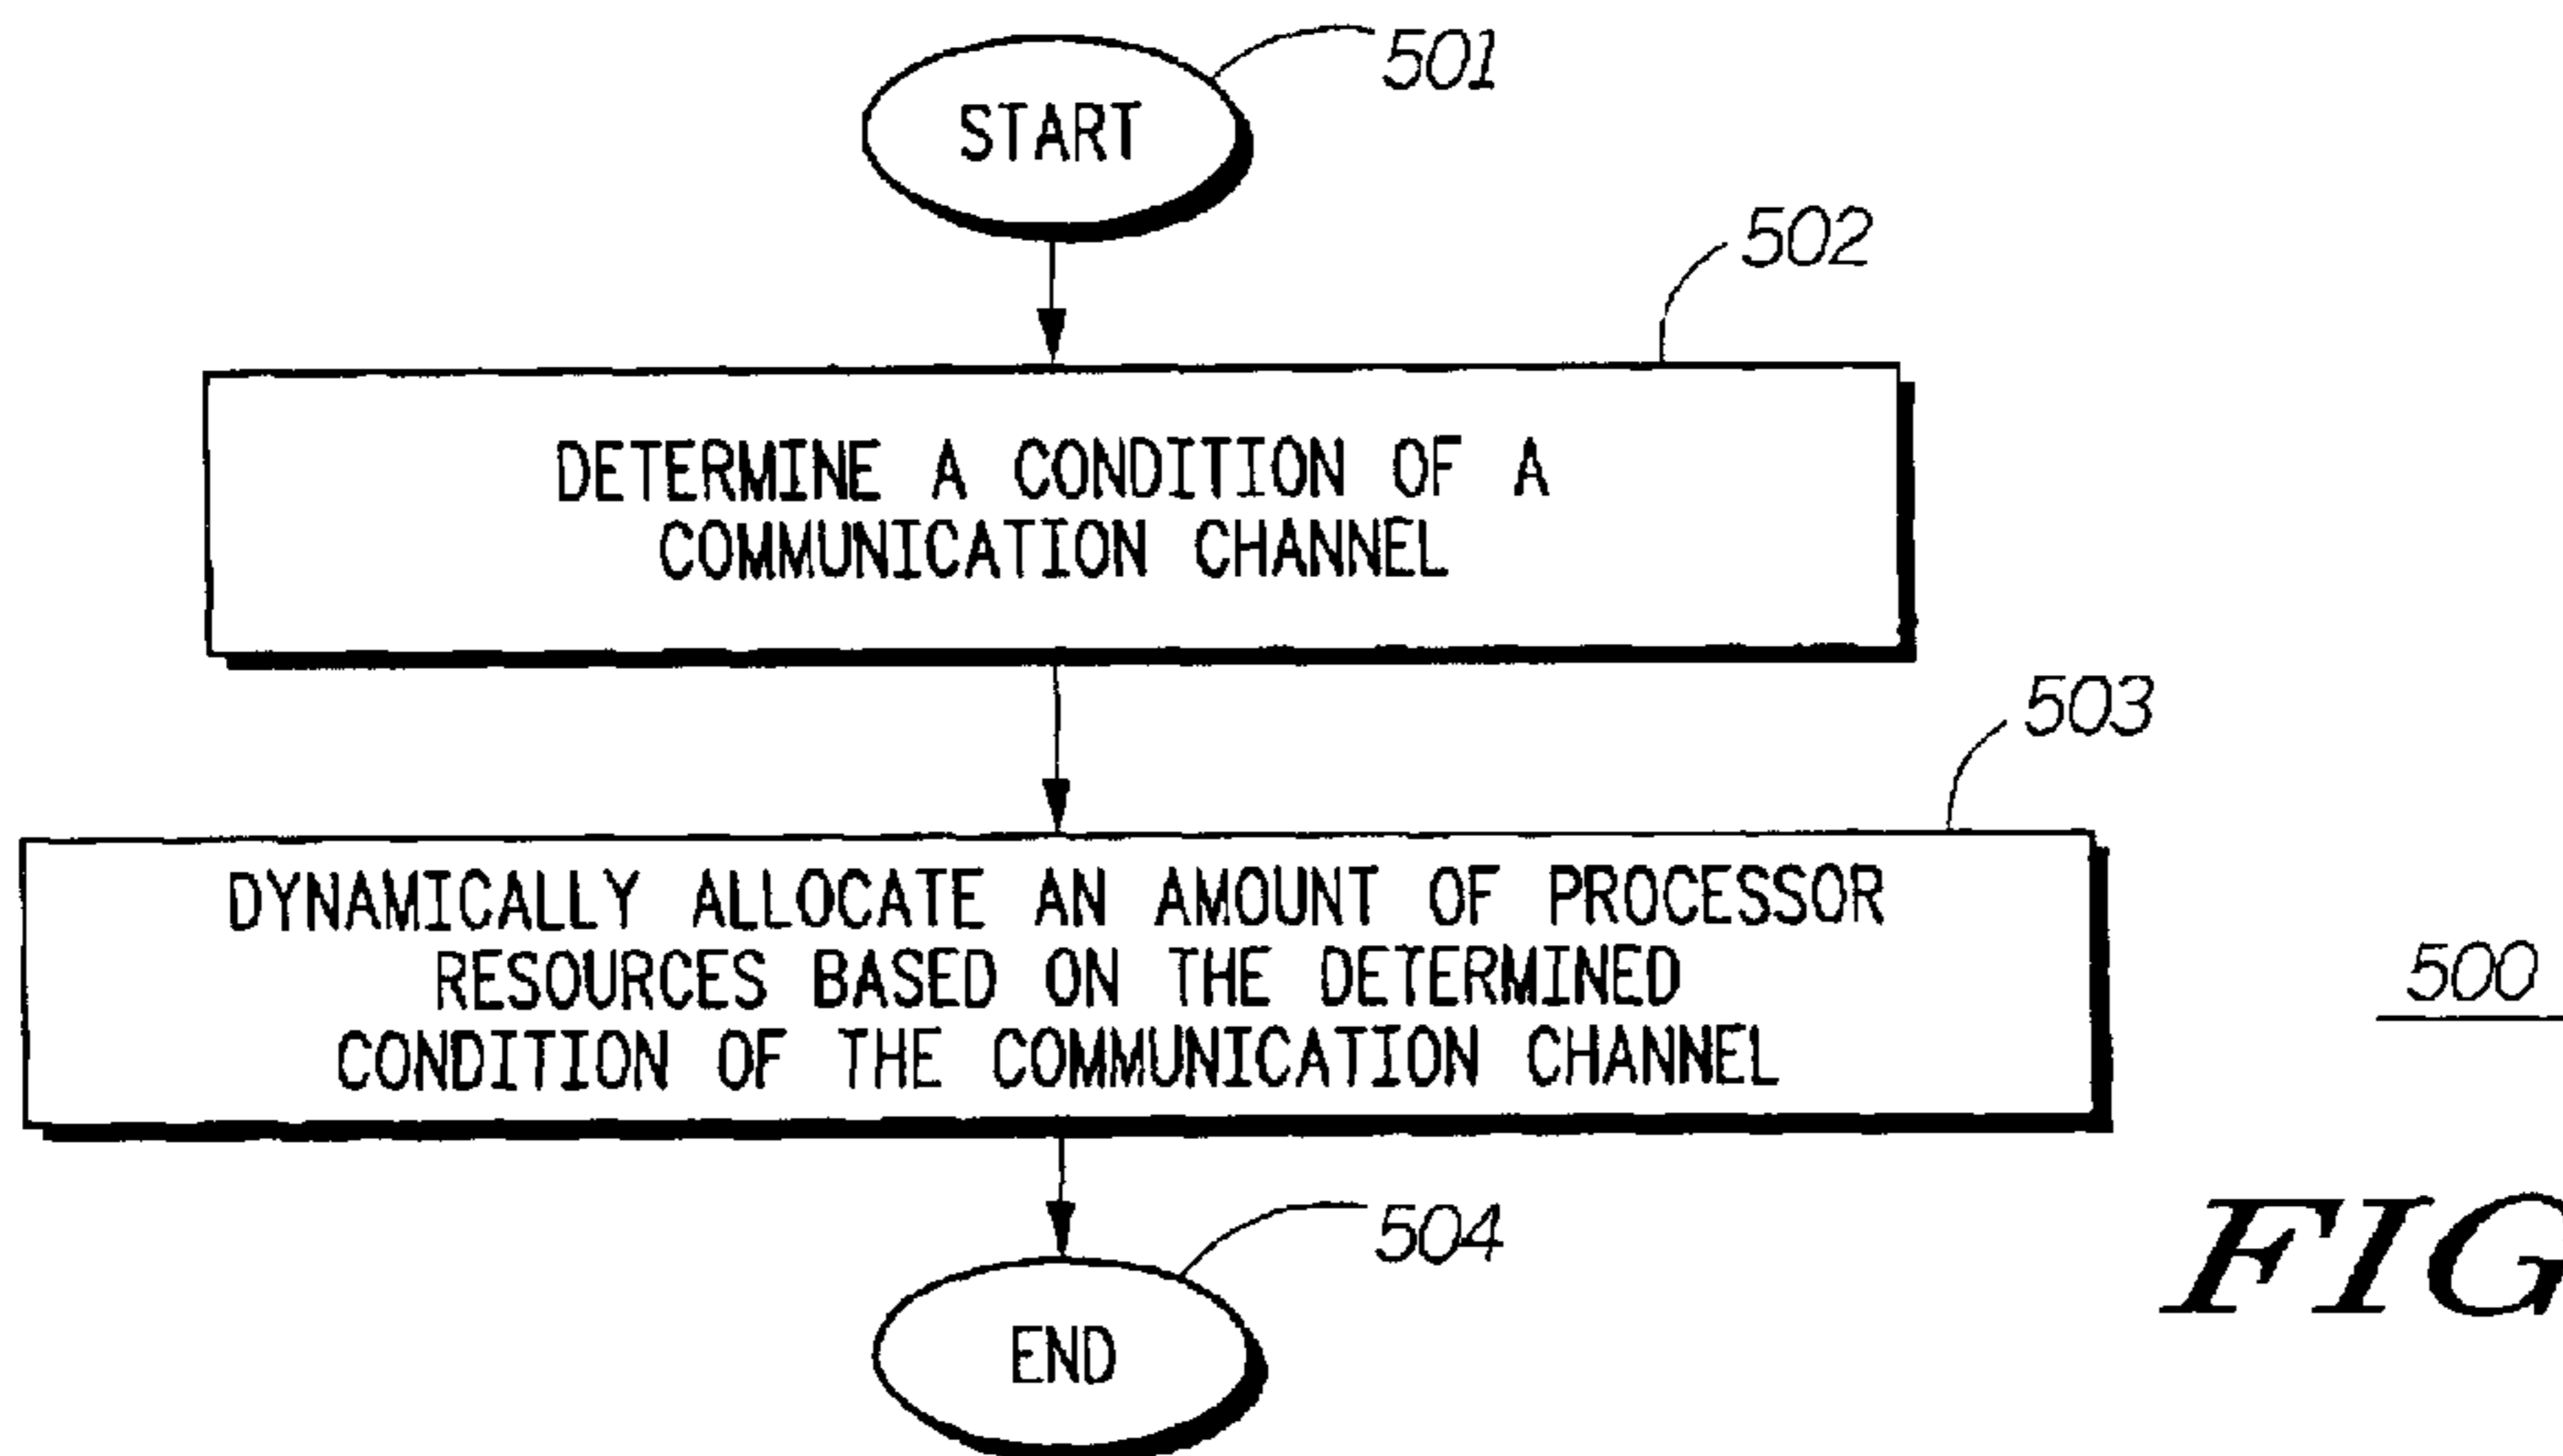 501
START
502
DETERMINE A CONDITION OF A
COMMUNICATION CHANNEL
503
DYNAMICALLY ALLOCATE AN AMOUNT OF PROCESSOR
RESOURCES BASED ON THE DETERMINED
CONDITION OF THE COMMUNICATION CHANNEL
500
504
END
FIG